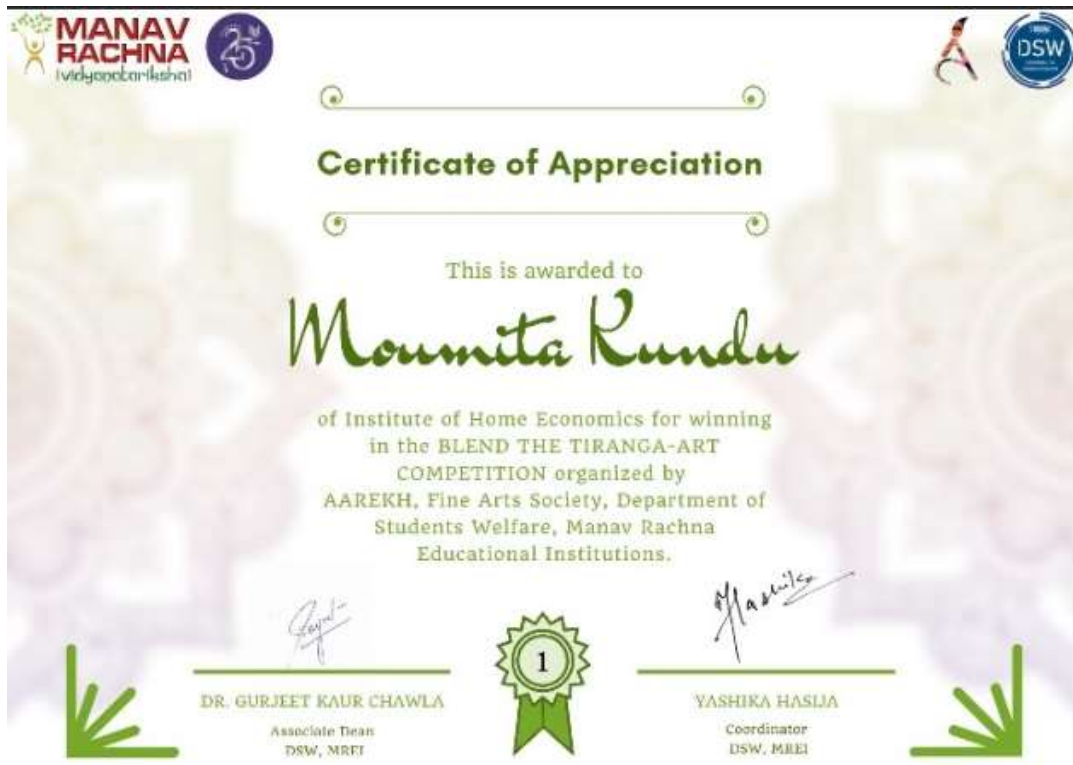 MANAV
RACHNA
vidyanatariksha
25
DSW
Certificate of Appreciation
This is awarded to
Moumita Kundu
of Institute of Home Economics for winning
in the BLEND THE TIRANGA-ART
COMPETITION organized by
AAREKH, Fine Arts Society, Department of
Students Welfare, Manav Rachna
Educational Institutions.
1
DR. GURJEET KAUR CHAWLA
Associate Dean
DSW, MREI
YASHIKA HASIJA
Coordinator
DSW, MREI